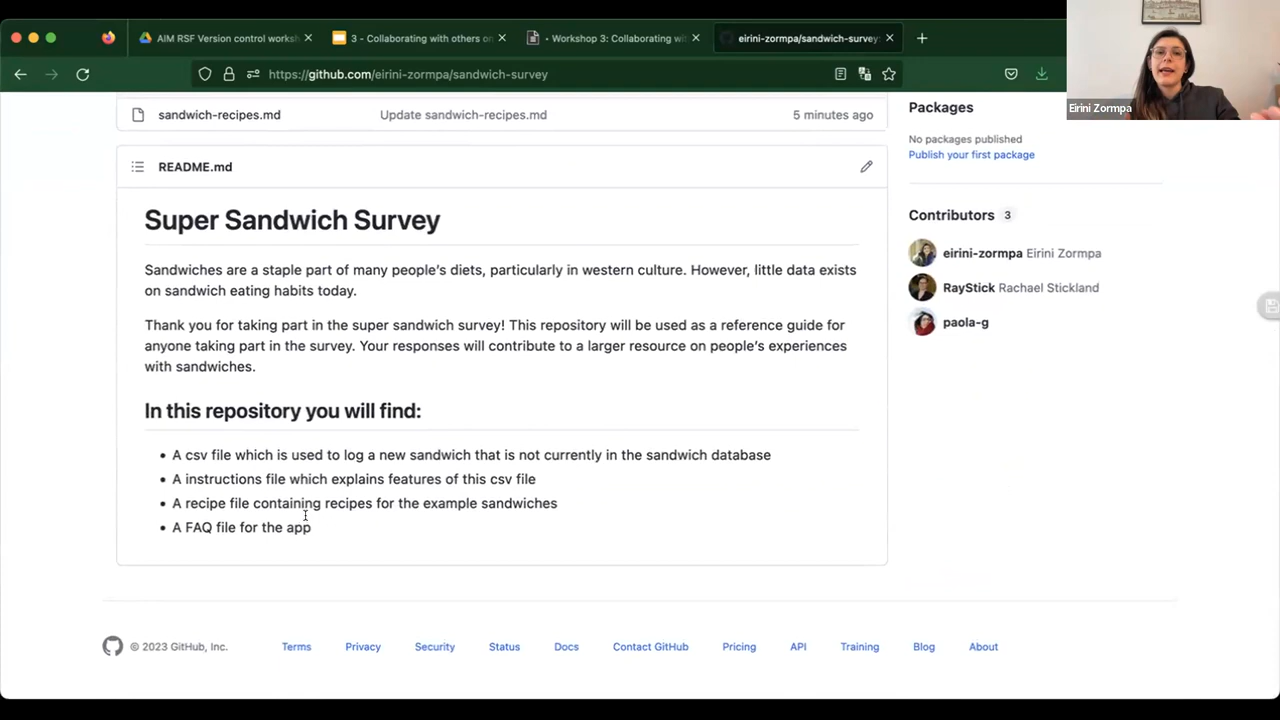 AIM RSF Version control works
3 - Collaborating with others on
Workshop 3: Collaborating wi
eirini-zormpa/sandwich-survey:
https://github.com/eirini-zormpa/sandwich-survey
Eirini Zormpa
sandwich-recipes.md Update sandwich-recipes.md 5 minutes ago
README.md
Super Sandwich Survey
Sandwiches are a staple part of many people's diets, particularly in western culture. However, little data exists
on sandwich eating habits today.
Thank you for taking part in the super sandwich survey! This repository will be used as a reference guide for
anyone taking part in the survey. Your responses will contribute to a larger resource on people's experiences
with sandwiches.
In this repository you will find:
• A csv file which is used to log a new sandwich that is not currently in the sandwich database
• A instructions file which explains features of this csv file
• A recipe file containing recipes for the example sandwiches
• A FAQ file for the app
Packages
No packages published
Publish your first package
Contributors 3
eirini-zormpa Eirini Zormpa
RayStick Rachael Stickland
paola-g
© 2023 GitHub, Inc. Terms Privacy Security Status Docs Contact GitHub Pricing API Training Blog About